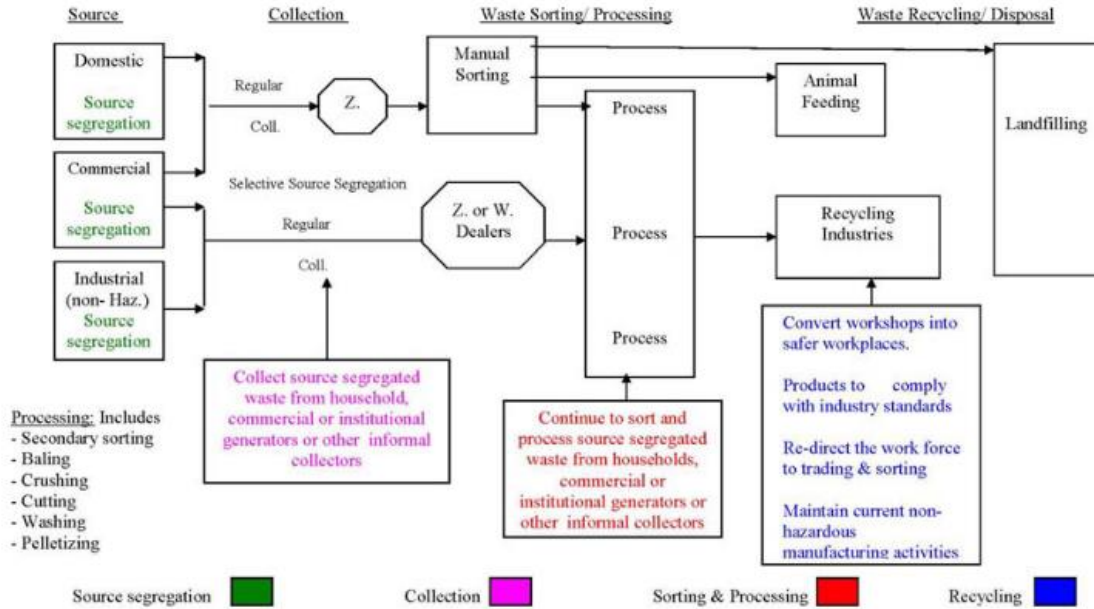 Source
Collection
Waste Sorting/ Processing
Waste Recycling/ Disposal
Domestic
Source
segregation
Commercial
Source
segregation
Industrial
(non- Haz.)
Source
segregation
Regular
Coll.
Z.
Selective Source Segregation
Regular
Coll.
Z. or W.
Dealers
Manual
Sorting
Process
Process
Process
Animal
Feeding
Recycling
Industries
Landfilling
Collect source segregated
waste from household,
commercial or institutional
generators or other informal
collectors
Continue to sort and
process source segregated
waste from households,
commercial or
institutional generators or
other informal collectors
Convert workshops into
safer workplaces.
Products to comply
with industry standards
Re-direct the work force
to trading & sorting
Maintain current non-
hazardous
manufacturing activities
Processing: Includes
- Secondary sorting
- Baling
- Crushing
- Cutting
- Washing
- Pelletizing
Source segregation
Collection
Sorting & Processing
Recycling